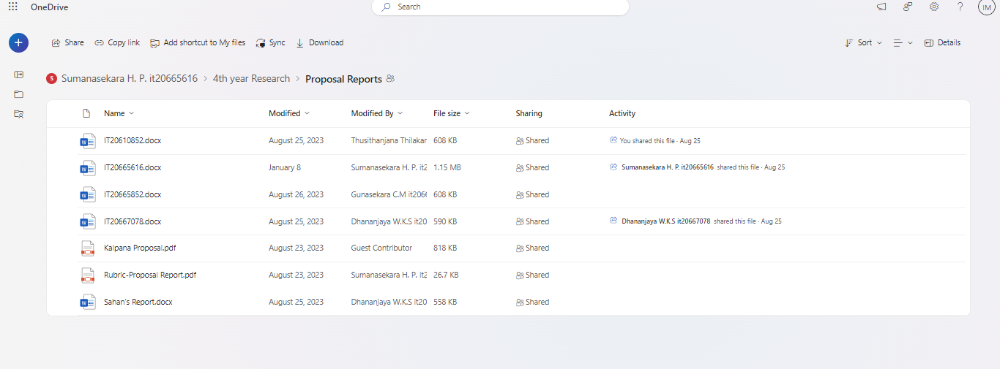 OneDrive Search IM
Share Copy link Add shortcut to My files Sync Download Sort Details
S Sumanasekara H. P. it20665616 > 4th year Research > Proposal Reports
Name Modified Modified By File size Sharing Activity
IT20610852.docx August 25, 2023 Thusithanjana Thilakar 608 KB Shared You shared this file · Aug 25
IT20665616.docx January 8 Sumanasekara H. P. it2 1.15 MB Shared Sumanasekara H. P. it20665616 shared this file · Aug 25
IT20665852.docx August 26, 2023 Gunasekara C.M it206 608 KB Shared
IT20667078.docx August 25, 2023 Dhananjaya W.K.S it20 590 KB Shared Dhananjaya W.K.S it20667078 shared this file · Aug 25
Kalpana Proposal.pdf August 23, 2023 Guest Contributor 818 KB Shared
Rubric-Proposal Report.pdf August 23, 2023 Sumanasekara H. P. it 26.7 KB Shared
Sahan's Report.docx August 25, 2023 Dhananjaya W.K.S it20 558 KB Shared